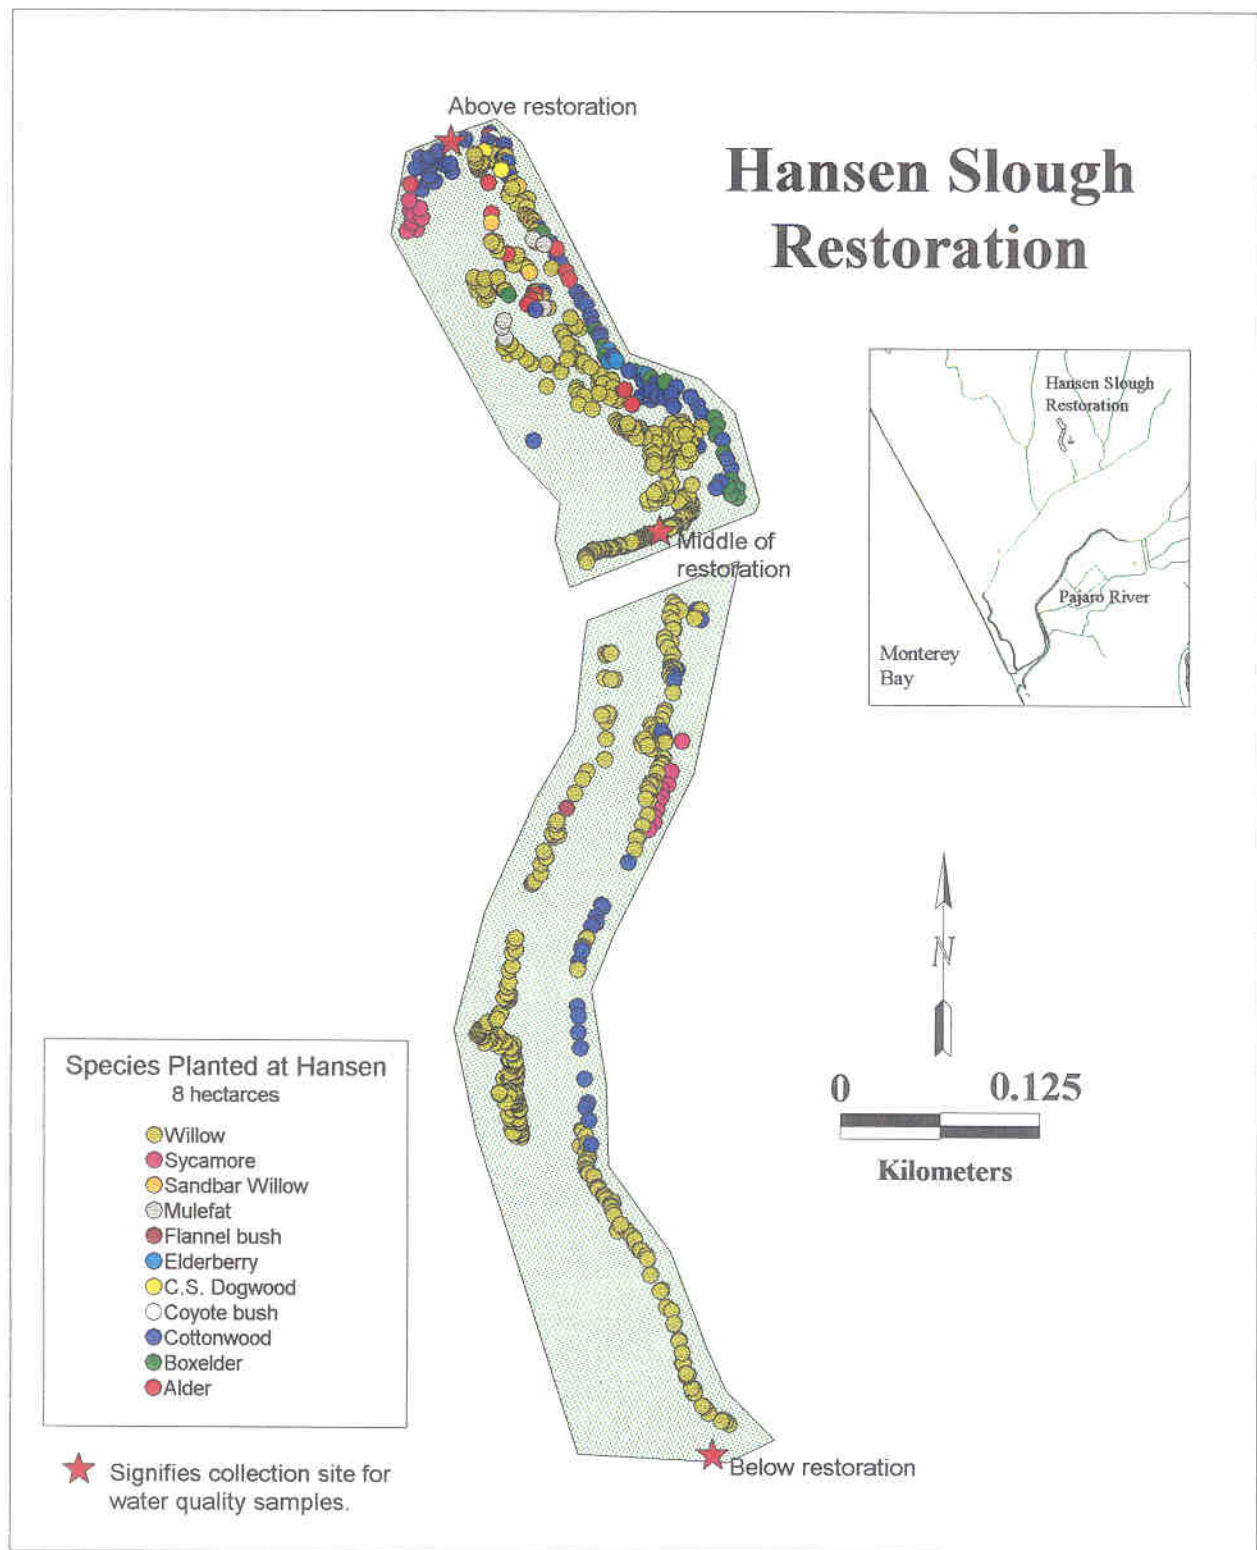 Above restoration
Hansen Slough
Restoration
Hansen Slough
Restoration
Pajaro River
Monterey
Bay
Middle of
restoration
N
0 0.125
Kilometers
Species Planted at Hansen
8 hectarces
Willow
Sycamore
Sandbar Willow
Mulefat
Flannel bush
Elderberry
C.S. Dogwood
Coyote bush
Cottonwood
Boxelder
Alder
Below restoration
Signifies collection site for
water quality samples.